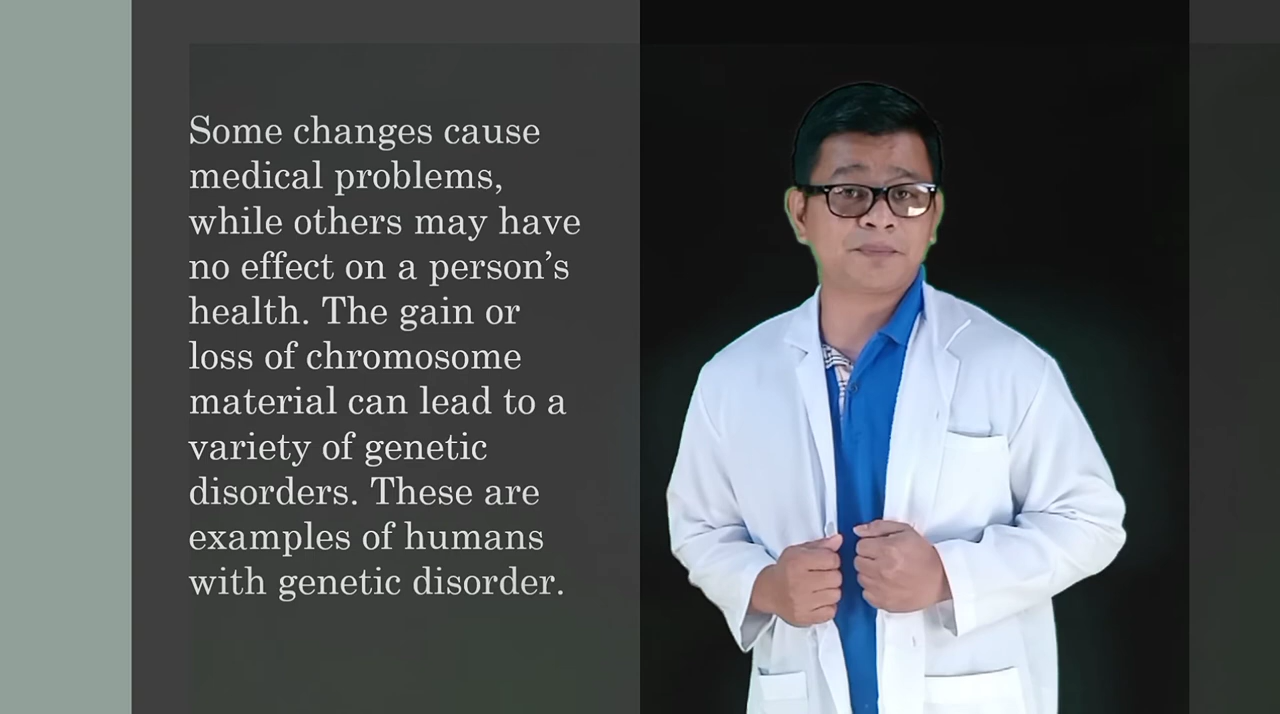 Some changes cause
medical problems,
while others may have
no effect on a person’s
health. The gain or
loss of chromosome
material can lead to a
variety of genetic
disorders. These are
examples of humans
with genetic disorder.